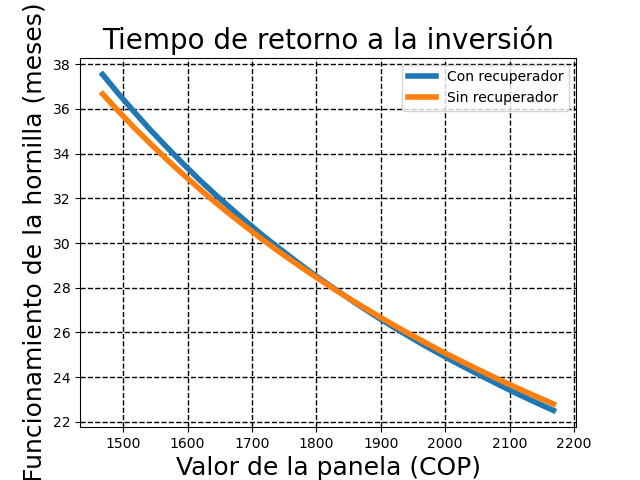 Tiempo de retorno a la inversión
Funcionamiento de la hornilla (meses)
38
36
34
32
30
28
26
24
22
Con recuperador
Sin recuperador
1500 1600 1700 1800 1900 2000 2100 2200
Valor de la panela (COP)